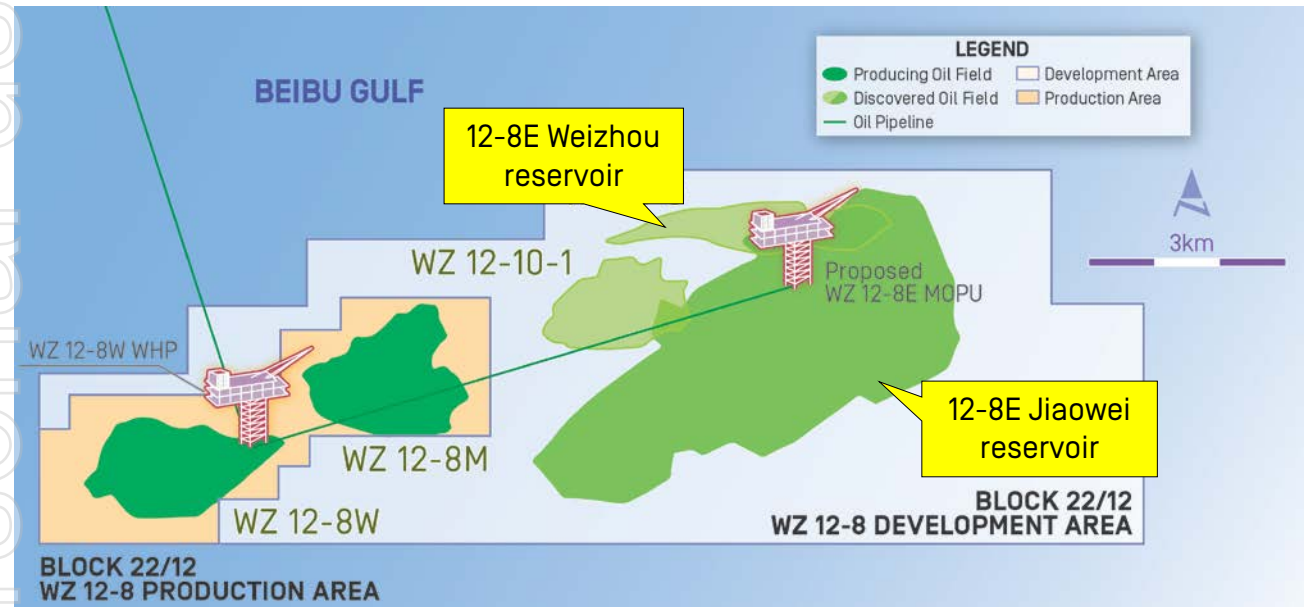 BEIBU GULF
LEGEND
Producing Oil Field
Development Area
Discovered Oil Field
Production Area
Oil Pipeline
12-8E Weizhou
reservoir
3km
WZ 12-10-1
Proposed
WZ 12-8E MOPU
WZ 12-8W WHP
12-8E Jiaowei
reservoir
WZ 12-8M
WZ 12-8W
BLOCK 22/12
WZ 12-8 DEVELOPMENT AREA
BLOCK 22/12
WZ 12-8 PRODUCTION AREA